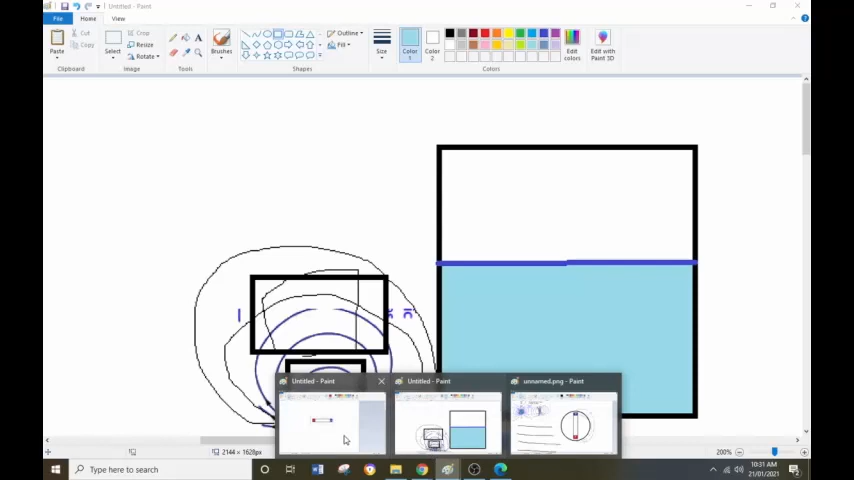 Untitled - Paint
File
Home
View
Paste
Cut
Copy
Clipboard
Select
Crop
Resize
Rotate
Image
A
Tools
Brushes
Shapes
Outline
Fill
Size
Color 1
Color 2
Colors
Edit colors
Edit with Paint 3D
Untitled - Paint
Untitled - Paint
unnamed.png - Paint
2144 × 1628px
200%
Type here to search
10:31 AM
21/01/2021
2